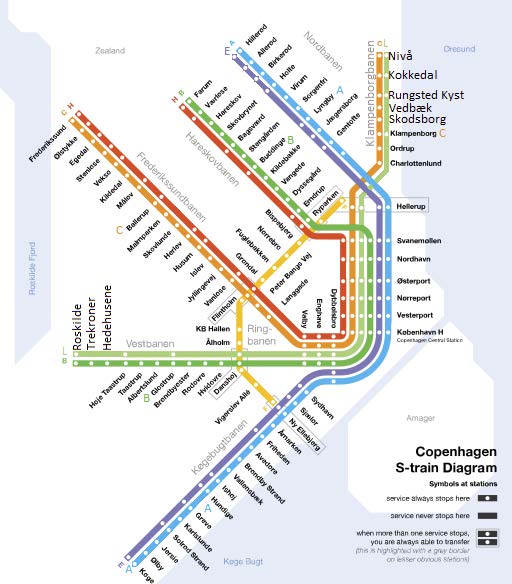 Zealand
Øresund
Nordbanen
Klampenborgbanen
Hareskovbanen
Frederikssundbanen
Vestbanen
Ring-
banen
Køgebugtbanen
Roskilde Fjord
Amager
Køge Bugt
A
E
Hillerød
Allerød
Birkerød
Holte
Virum
Sorgenfri
Lyngby
A
Jægersborg
Gentofte
C
L
Nivå
Kokkedal
Rungsted Kyst
Vedbæk
Skodsborg
Klampenborg C
Ordrup
Charlottenlund
Hellerup
Svanemøllen
Nordhavn
Østerport
Nørreport
Vesterport
København H
Copenhagen Central Station
H
B
Farum
Værløse
Hareskov
Skovbrynet
Bagsværd
Stengården
Buddinge
B
Kildebakke
Vangede
Dyssegård
Emdrup
Ryparken
Bispebjerg
Nørrebro
Fuglebakken
Grøndal
Flintholm
KB Hallen
Ålholm
Danshøj
Vigerslev Allé
F
C
H
Frederikssund
Ølstykke
Egedal
Stenløse
Veksø
Kildedal
Måløv
C
Ballerup
Malmparken
Skovlunde
Herlev
Husum
Islev
Jyllingevej
Vanløse
Peter Bangs Vej
Langgade
Valby
Enghave
Dybbølsbro
L
B
Roskilde
Trekroner
Hedehusene
Høje Taastrup
Taastrup
Albertslund
B
Glostrup
Brøndbyøster
Rødovre
Hvidovre
Sydhavn
Sjælør
Ny Ellebjerg
Åmarken
Friheden
Avedøre
Brøndby Strand
Vallensbæk
Ishøj
A
Hundige
Greve
Karlslunde
Solrød Strand
Jersie
Ølby
Køge
E
A
Copenhagen
S-train Diagram
Symbols at stations
service always stops here
service never stops here
when more than one service stops,
you are always able to transfer
(this is highlighted with a grey border
on lesser obvious stations)